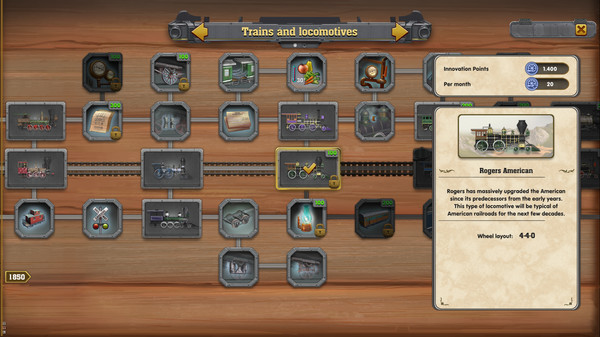 Trains and locomotives
Innovation Points 1.400
Per month 20
Rogers American
Rogers has massively upgraded the American
since its predecessors from the early years.
This type of locomotive will be typical of
American railroads for the next few decades.
Wheel layout: 4-4-0
1850